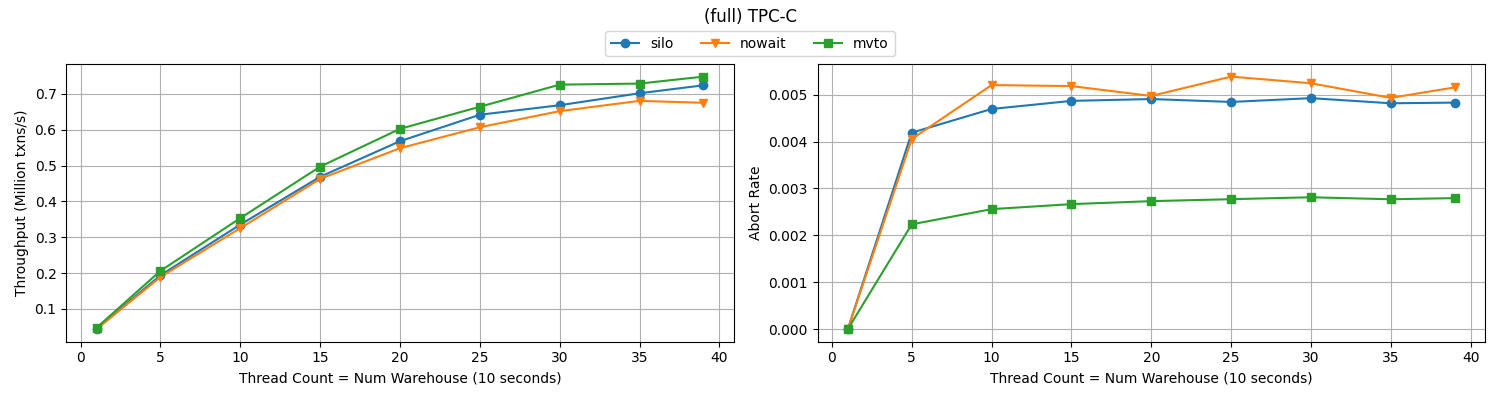 (full) TPC-C
silo nowait mvto
Throughput (Million txns/s)
0.7
0.6
0.5
0.4
0.3
0.2
0.1
0 5 10 15 20 25 30 35 40
Thread Count = Num Warehouse (10 seconds)
Abort Rate
0.005
0.004
0.003
0.002
0.001
0.000
0 5 10 15 20 25 30 35 40
Thread Count = Num Warehouse (10 seconds)